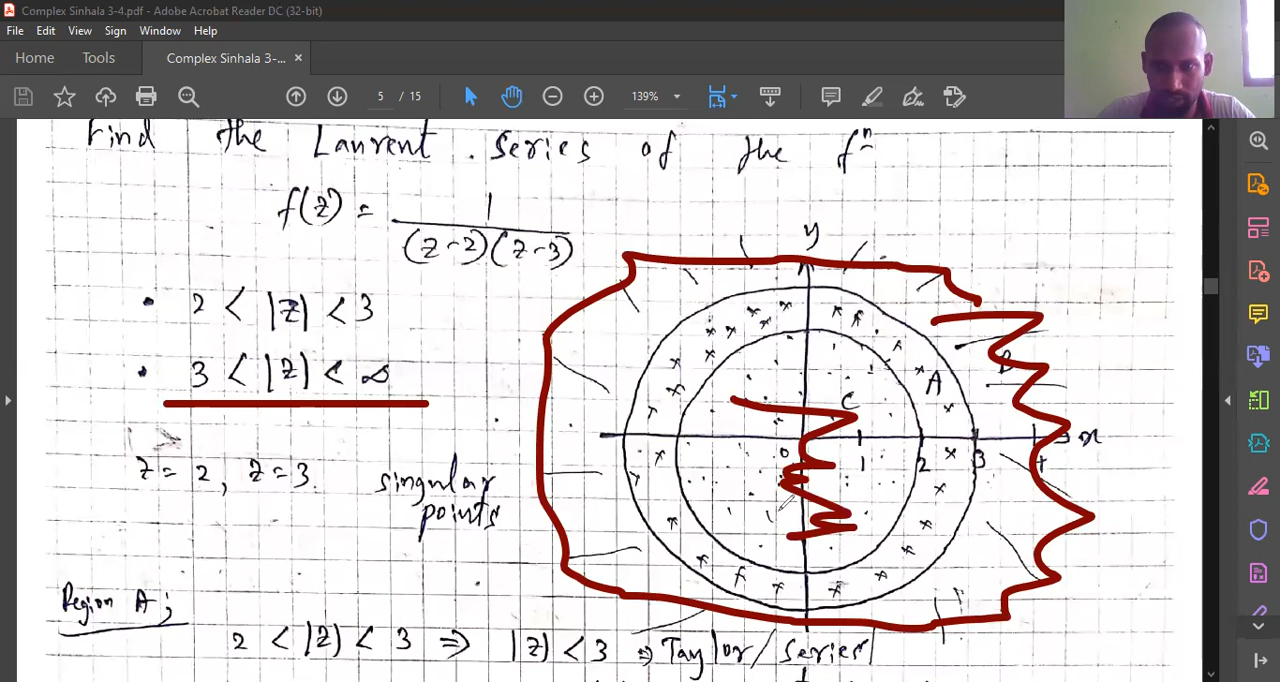 Complex Sinhala 3-4.pdf - Adobe Acrobat Reader DC (32-bit)
File Edit View Sign Window Help
Home Tools Complex Sinhala 3-... ×
5 / 15 139%
Find the Laurent series of the fⁿ
f(z) = 1 / (z-2)(z-3)
y
• 2 < |z| < 3
• 3 < |z| < ∞
B
A
C
x
0 1 2 3 4
z = 2, z = 3. singular points
Region A;
2 < |z| < 3 ⇒ |z| < 3 ⇒ Taylor/series